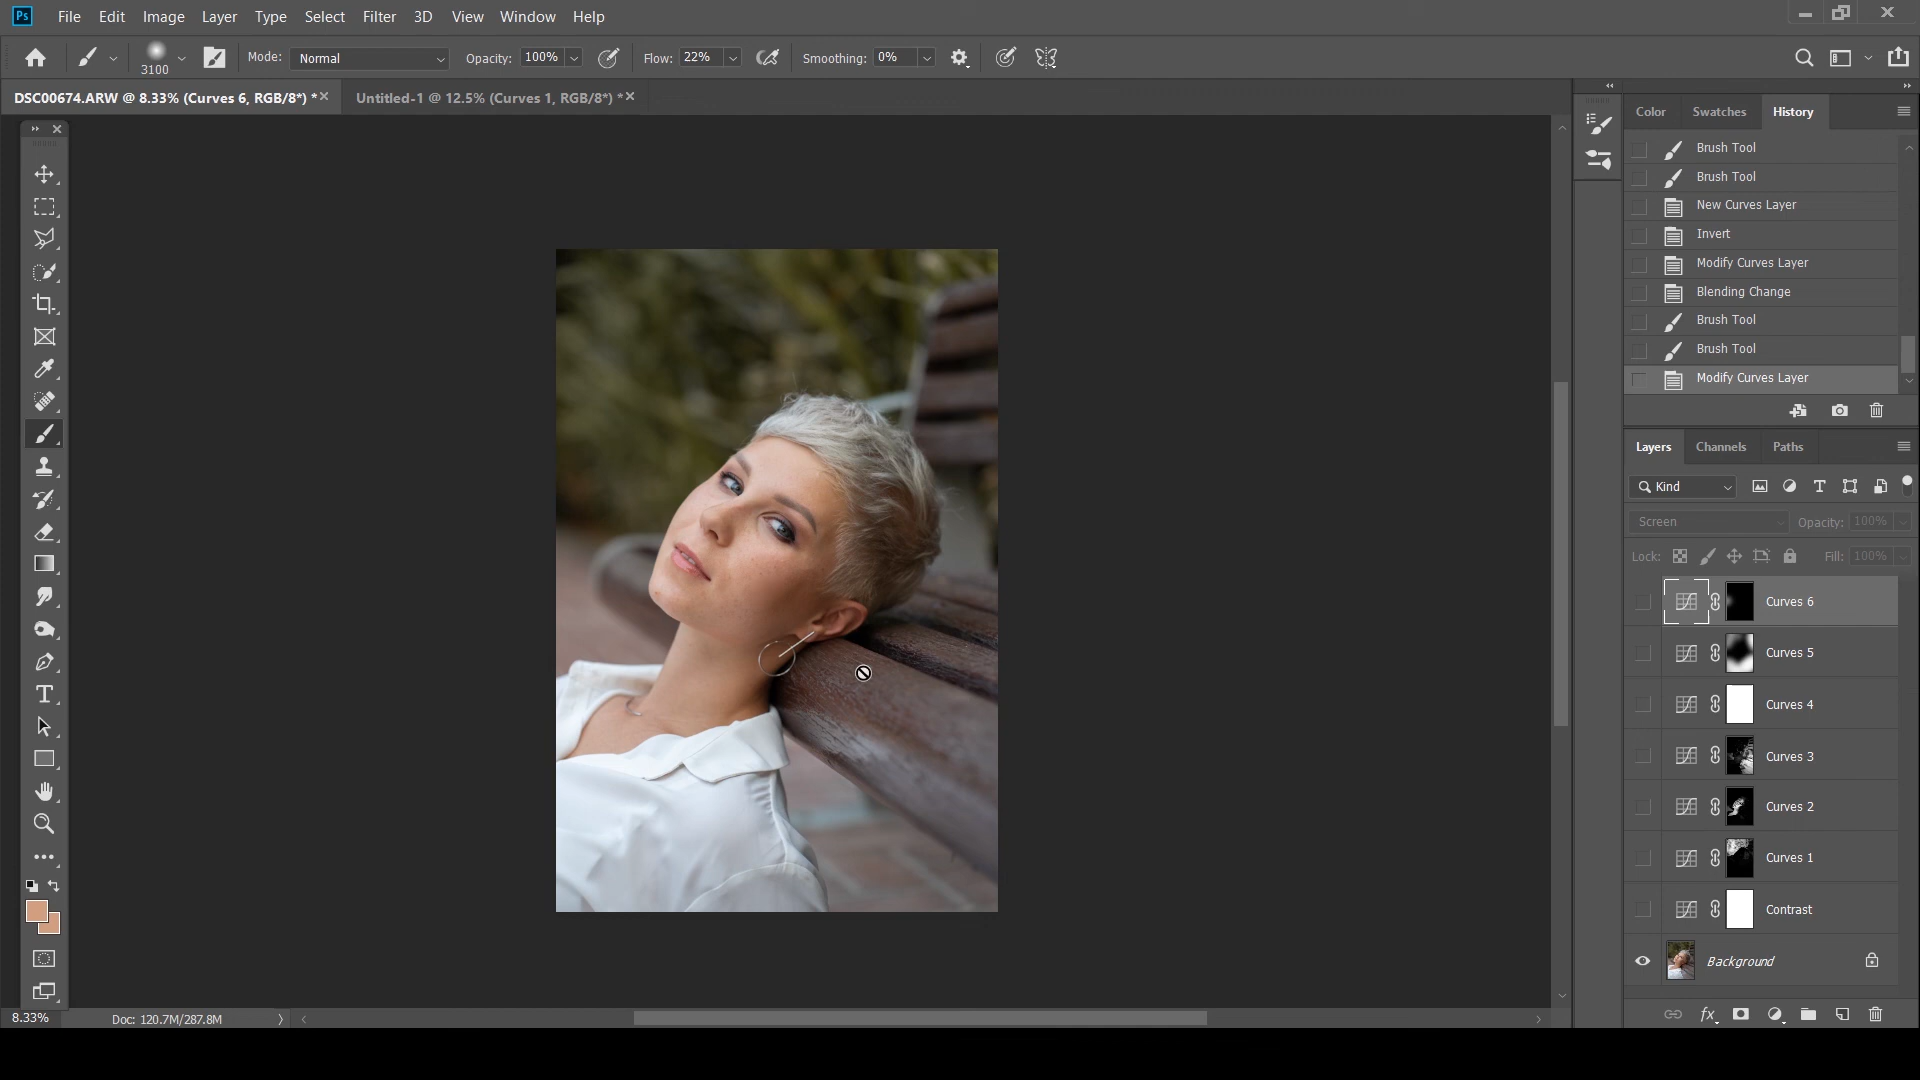 Ps File Edit Image Layer Type Select Filter 3D View Window Help
3100 Mode: Normal Opacity: 100% Flow: 22% Smoothing: 0%
DSC00674.ARW @ 8.33% (Curves 6, RGB/8*) * Untitled-1 @ 12.5% (Curves 1, RGB/8*) *
Color Swatches History
Brush Tool
Brush Tool
New Curves Layer
Invert
Modify Curves Layer
Blending Change
Brush Tool
Brush Tool
Modify Curves Layer
Layers Channels Paths
Kind
Screen Opacity: 100%
Lock: Fill: 100%
Curves 6
Curves 5
Curves 4
Curves 3
Curves 2
Curves 1
Contrast
Background
fx
8.33% Doc: 120.7M/287.8M